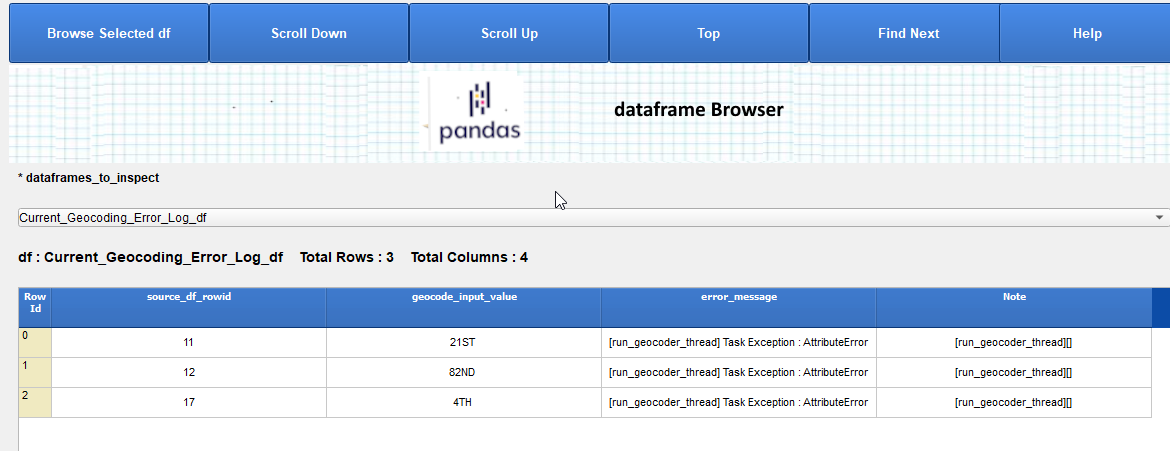 Browse Selected df Scroll Down Scroll Up Top Find Next Help
pandas dataframe Browser
* dataframes_to_inspect
Current_Geocoding_Error_Log_df
df : Current_Geocoding_Error_Log_df Total Rows : 3 Total Columns : 4
Row Id source_df_rowid geocode_input_value error_message Note
0 11 21ST [run_geocoder_thread] Task Exception : AttributeError [run_geocoder_thread][]
1 12 82ND [run_geocoder_thread] Task Exception : AttributeError [run_geocoder_thread][]
2 17 4TH [run_geocoder_thread] Task Exception : AttributeError [run_geocoder_thread][]